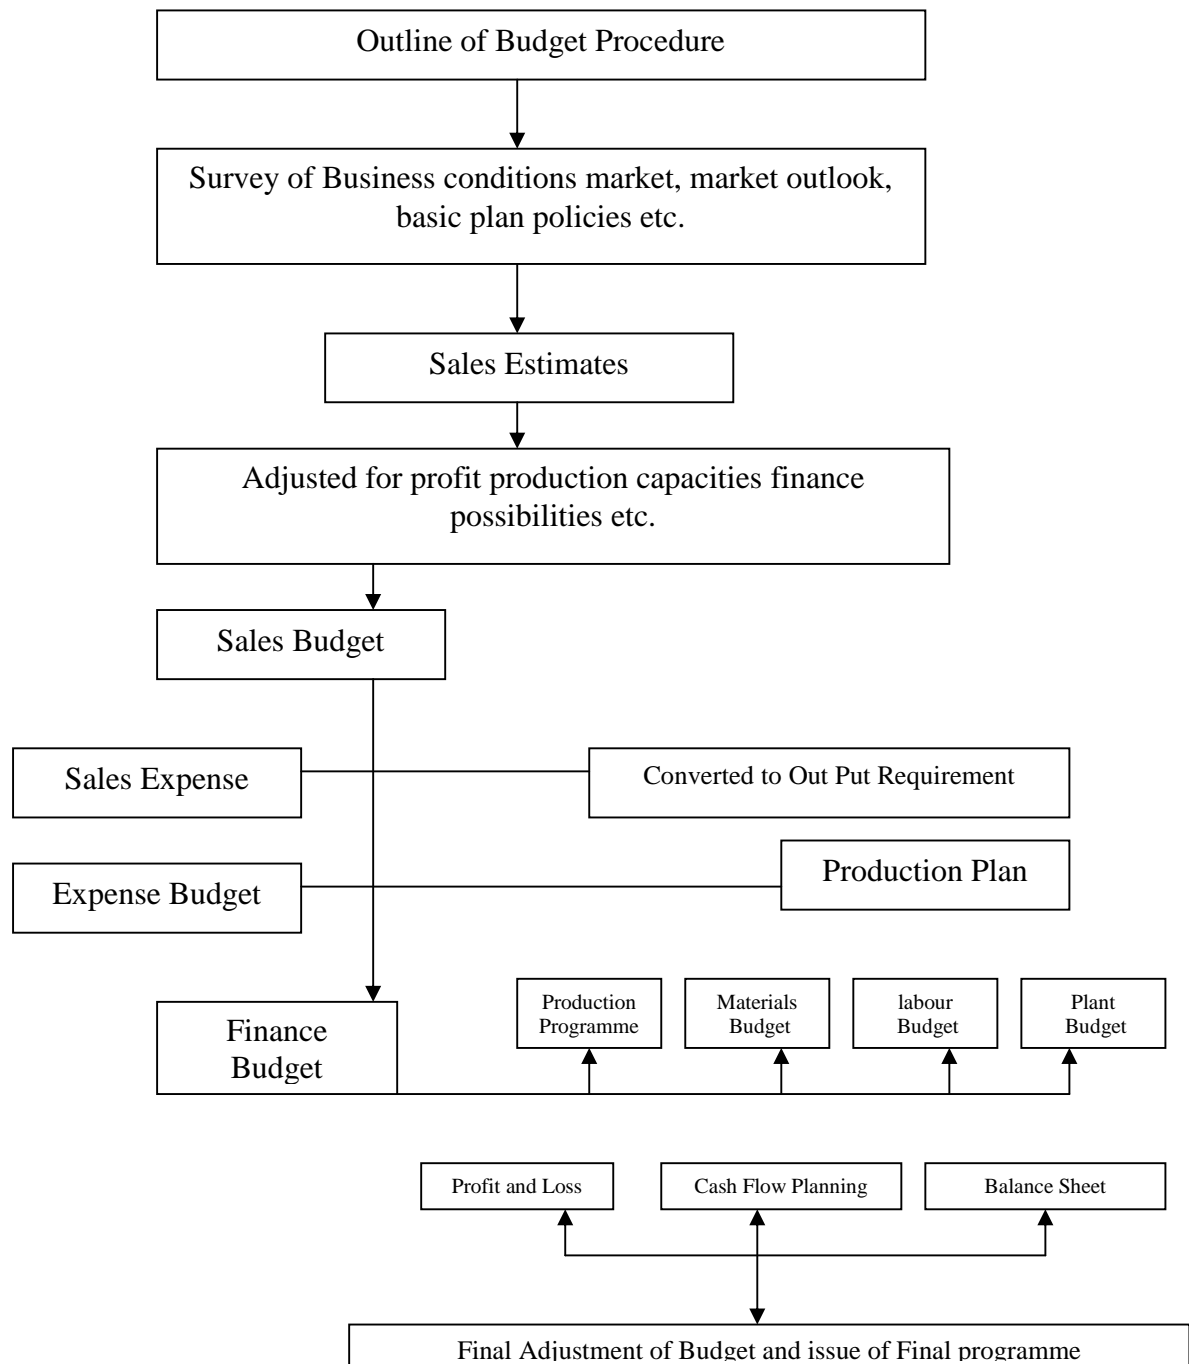 Outline of Budget Procedure
Survey of Business conditions market, market outlook,
basic plan policies etc.
Sales Estimates
Adjusted for profit production capacities finance
possibilities etc.
Sales Budget
Sales Expense
Converted to Out Put Requirement
Expense Budget
Production Plan
Finance
Budget
Production
Programme
Materials
Budget
labour
Budget
Plant
Budget
Profit and Loss
Cash Flow Planning
Balance Sheet
Final Adjustment of Budget and issue of Final programme